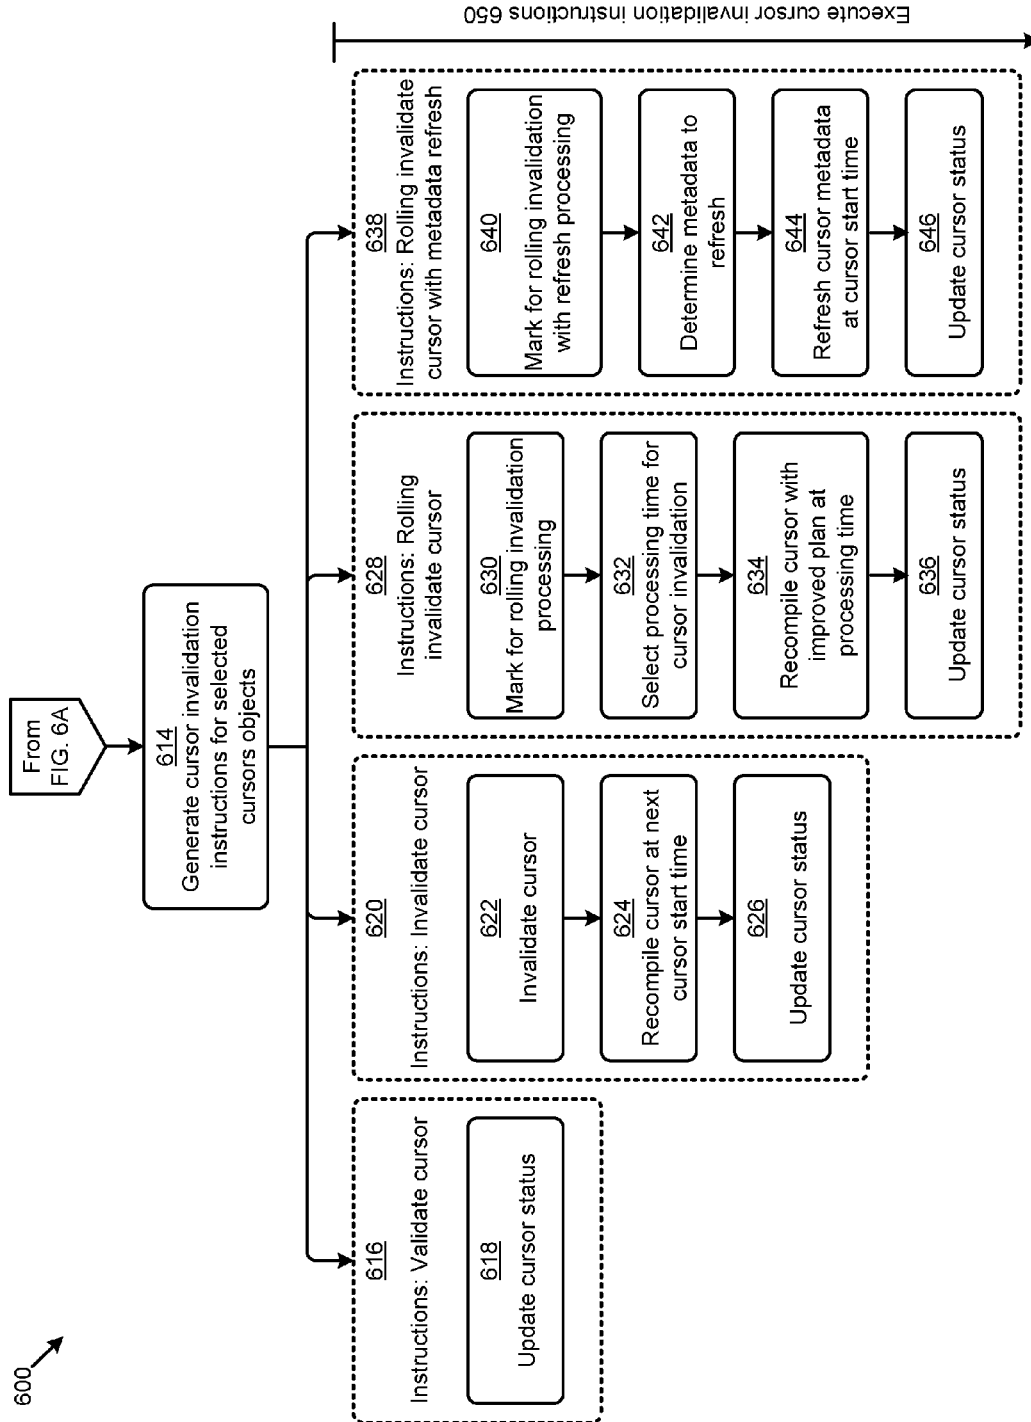 600
From
FIG. 6A
614
Generate cursor invalidation
instructions for selected
cursors objects
616
Instructions: Validate cursor
618
Update cursor status
620
Instructions: Invalidate cursor
622
Invalidate cursor
624
Recompile cursor at next
cursor start time
626
Update cursor status
628
Instructions: Rolling
invalidate cursor
630
Mark for rolling invalidation
processing
632
Select processing time for
cursor invalidation
634
Recompile cursor with
improved plan at
processing time
636
Update cursor status
638
Instructions: Rolling invalidate
cursor with metadata refresh
640
Mark for rolling invalidation
with refresh processing
642
Determine metadata to
refresh
644
Refresh cursor metadata
at cursor start time
646
Update cursor status
Execute cursor invalidation instructions 650